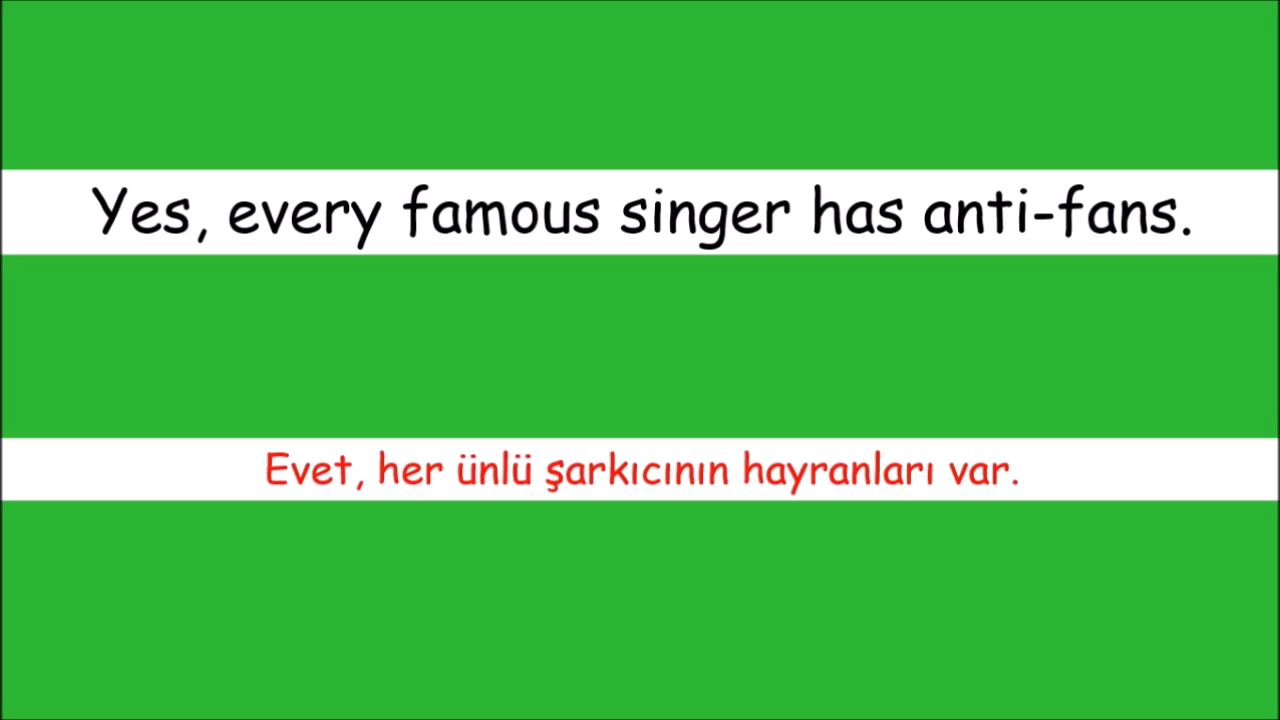 Yes, every famous singer has anti-fans.
Evet, her ünlü şarkıcının hayranları var.